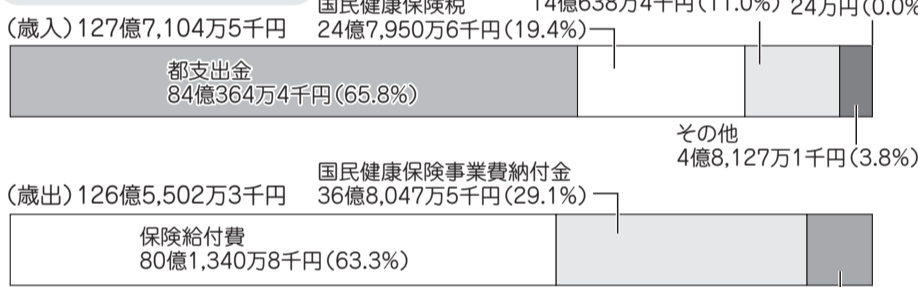 国民健康保険税
14億638万4千円(11.0%)
24万円(0.0%
(歳入)127億7,104万5千円
24億7,950万6千円(19.4%)
都支出金
84億364万4千円(65.8%)
その他
4億8,127万1千円(3.8%)
国民健康保険事業費納付金
(歳出)126億5,502万3千円
36億8,047万5千円(29.1%)
保険給付費
80億1,340万8千円(63.3%)